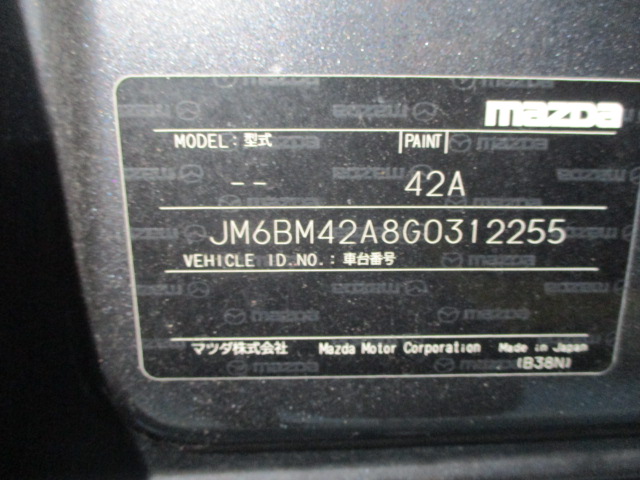 mazda
MODEL: 型式 PAINT
-- 42A
JM6BM42A8G0312255
VEHICLE ID.NO.: 車台番号
マツダ株式会社 Mazda Motor Corporation Made in Japan
(B38N)